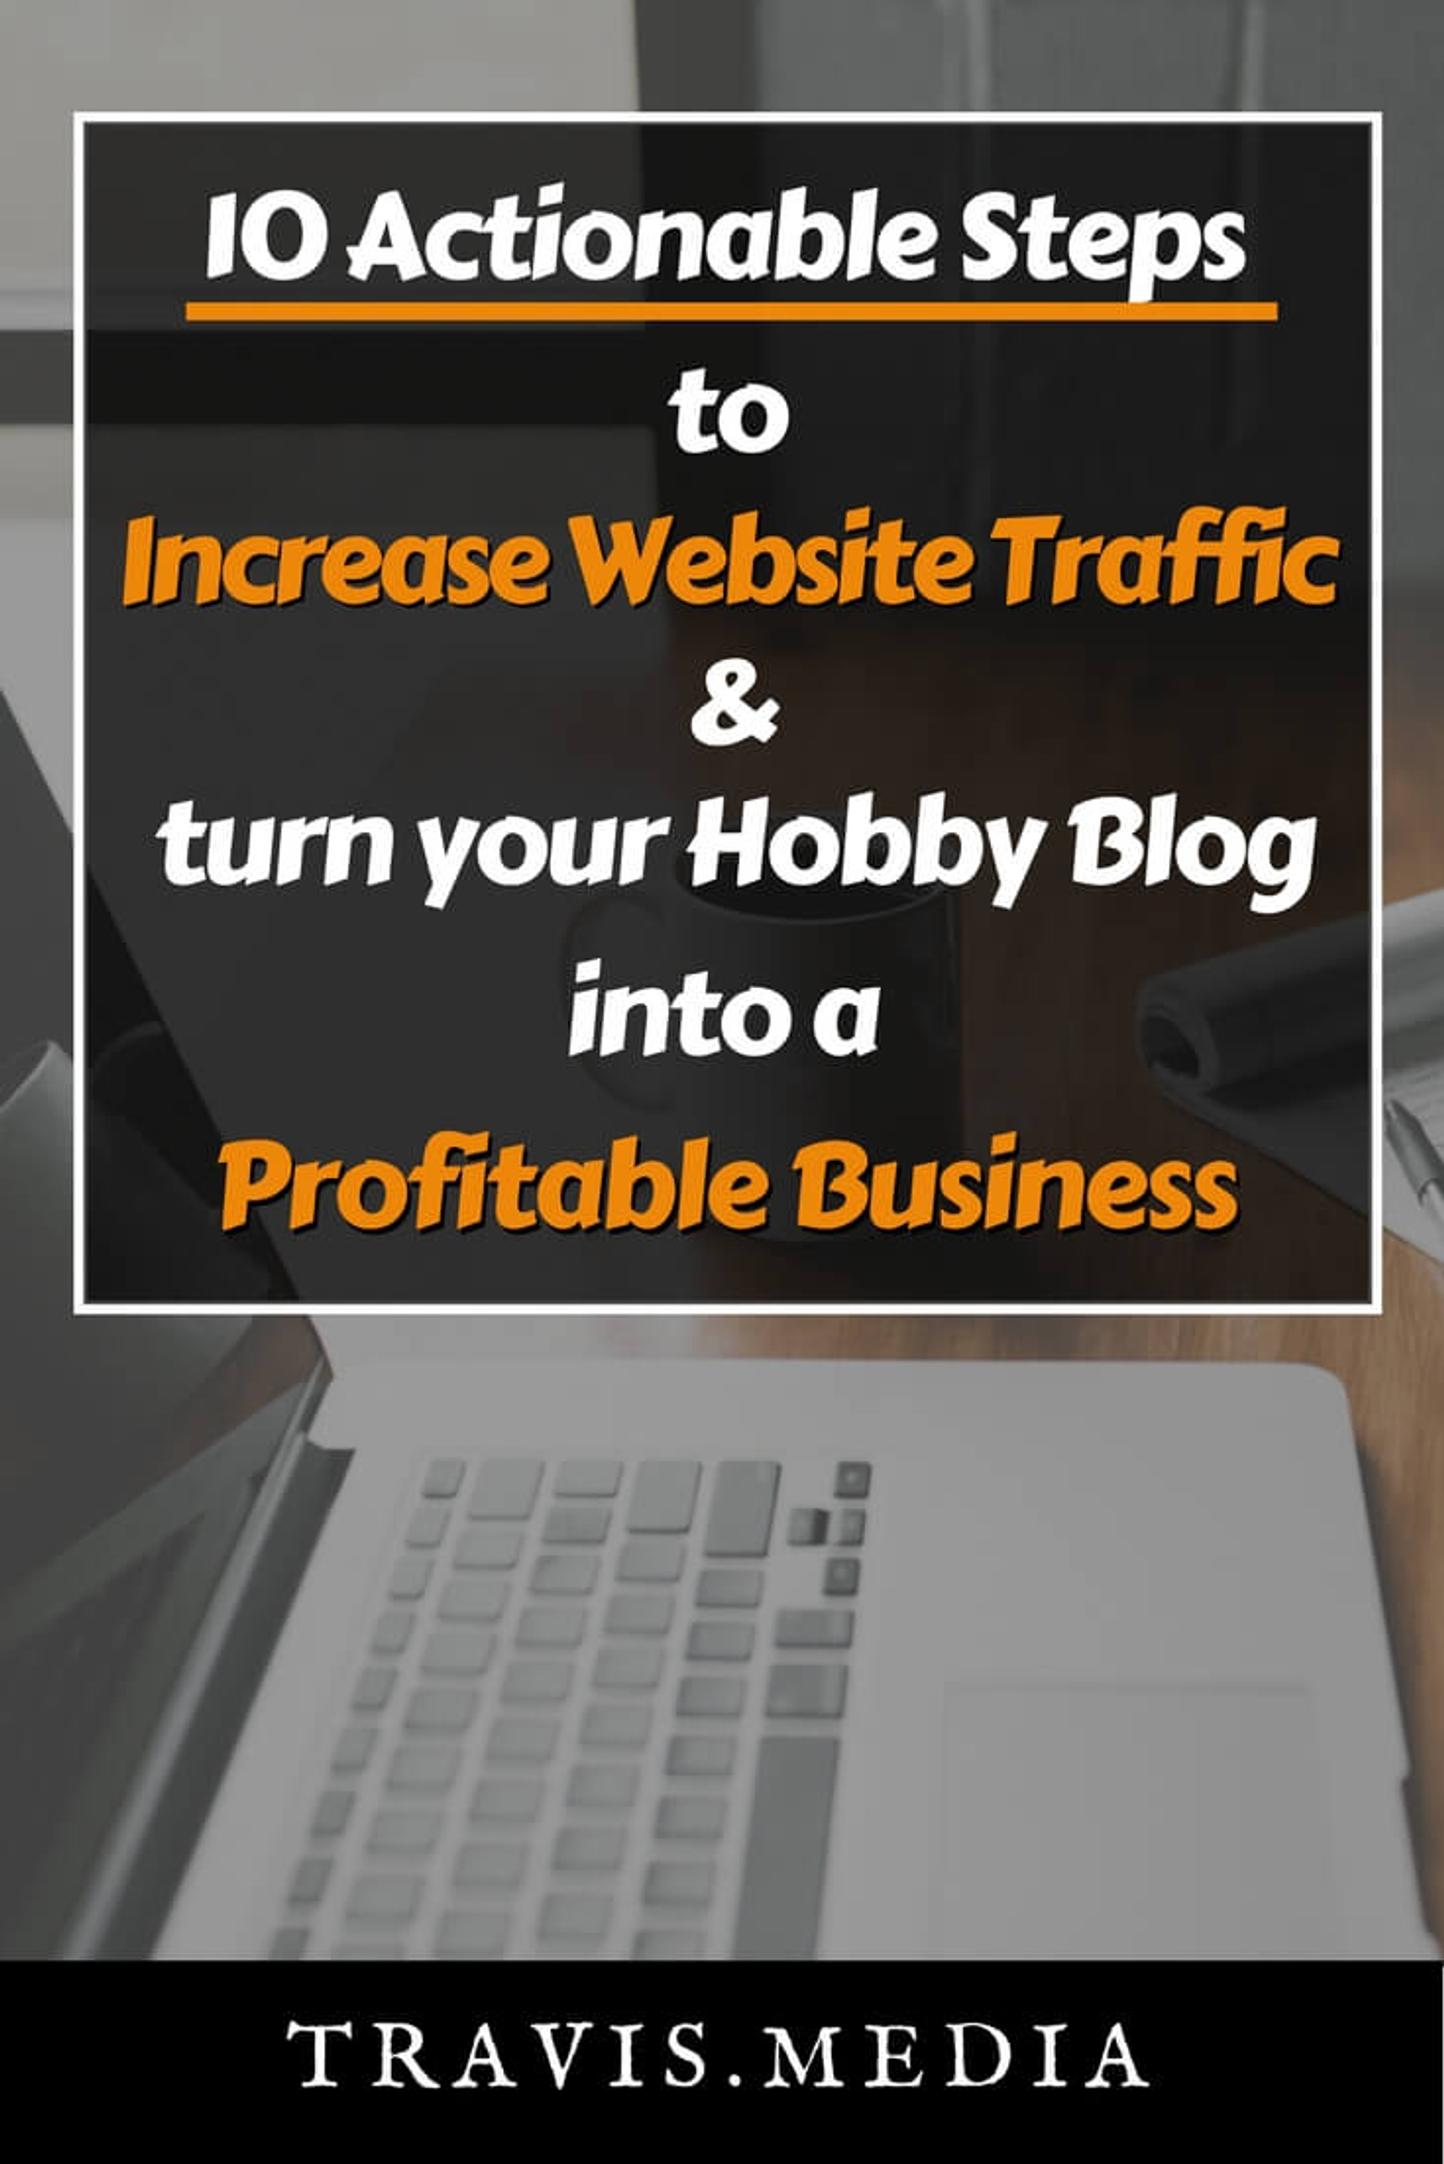 10 Actionable Steps
to
Increase Website Traffic
&
turn your Hobby Blog
into a
Profitable Business
TRAVIS.MEDIA